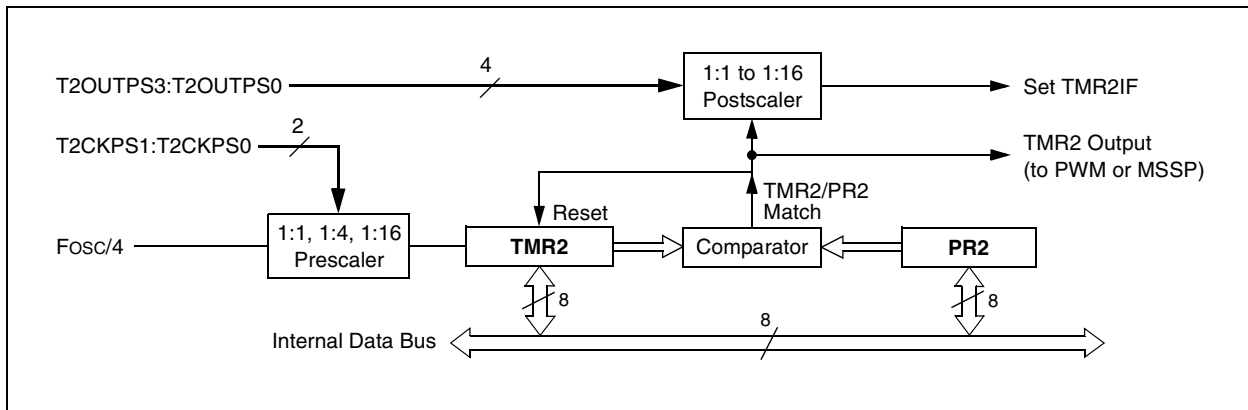 T2OUTPS3:T2OUTPS0
4
1:1 to 1:16
Postscaler
Set TMR2IF
T2CKPS1:T2CKPS0
2
TMR2 Output
(to PWM or MSSP)
TMR2/PR2
Match
Reset
FOSC/4
1:1, 1:4, 1:16
Prescaler
TMR2
Comparator
PR2
8
8
8
Internal Data Bus